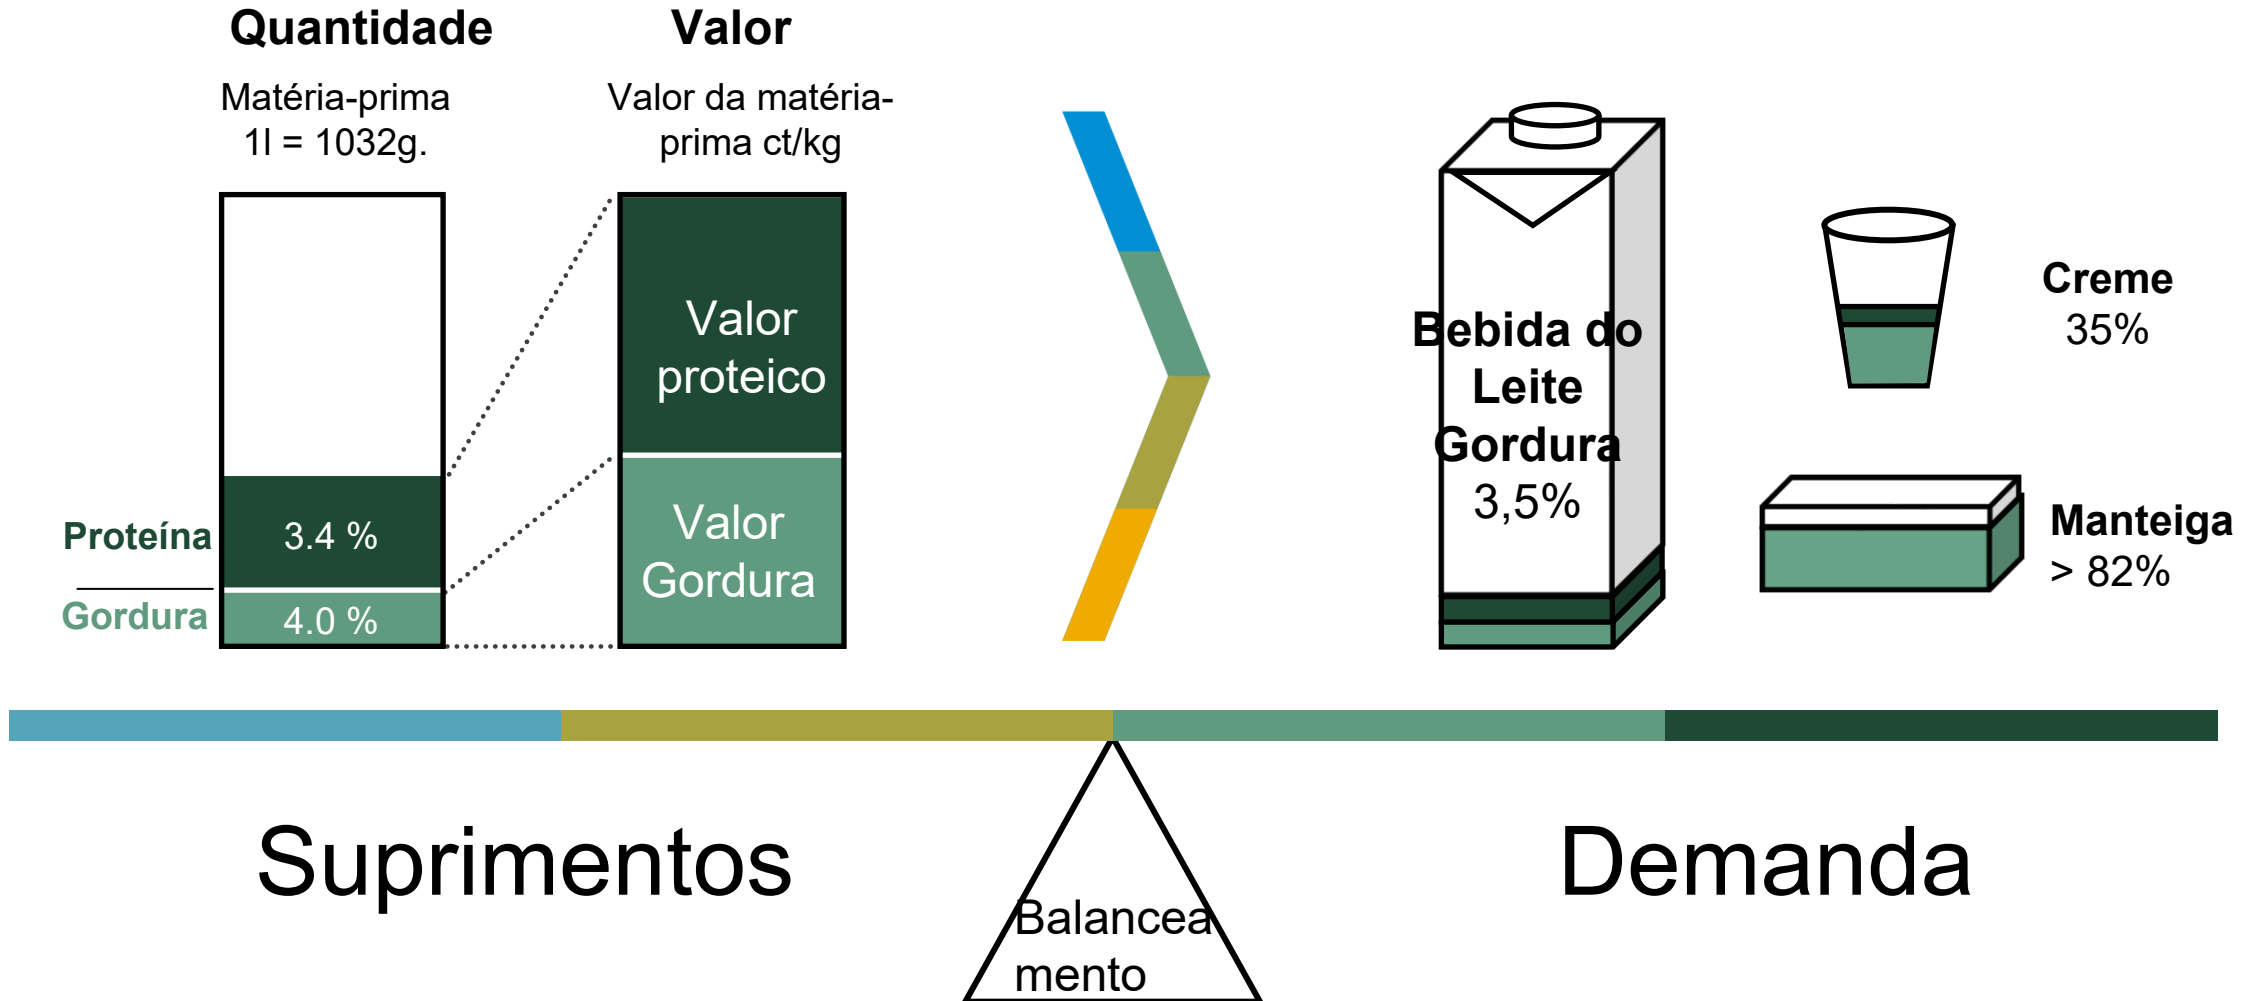 Quantidade
Matéria-prima
1l = 1032g.
Valor
Valor da matéria-
prima ct/kg
Proteína
3.4 %
Gordura
4.0 %
Valor
proteico
Valor
Gordura
Bebida do
Leite
Gordura
3,5%
Creme
35%
Manteiga
> 82%
Suprimentos
Balancea
mento
Demanda